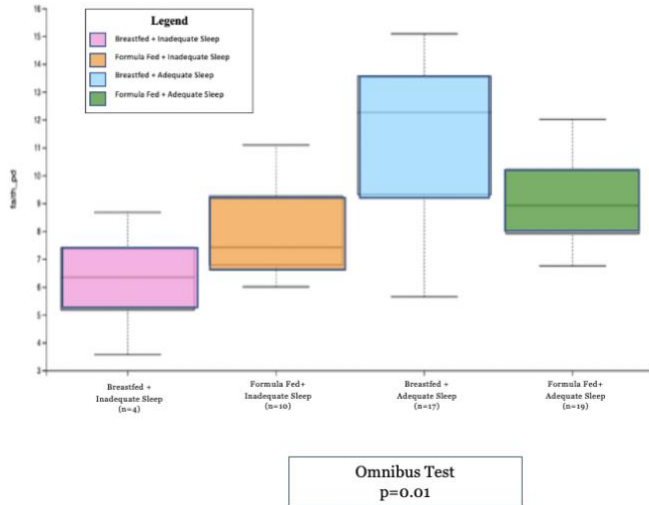 16
15
14
13
12
11
10
9
8
7
6
5
4
3
faith_pd
Legend
Breastfed + Inadequate Sleep
Formula Fed + Inadequate Sleep
Breastfed + Adequate Sleep
Formula Fed + Adequate Sleep
Breastfed +
Inadequate Sleep
(n=4)
Formula Fed+
Inadequate Sleep
(n=10)
Breastfed +
Adequate Sleep
(n=17)
Formula Fed+
Adequate Sleep
(n=19)
Omnibus Test
p=0.01